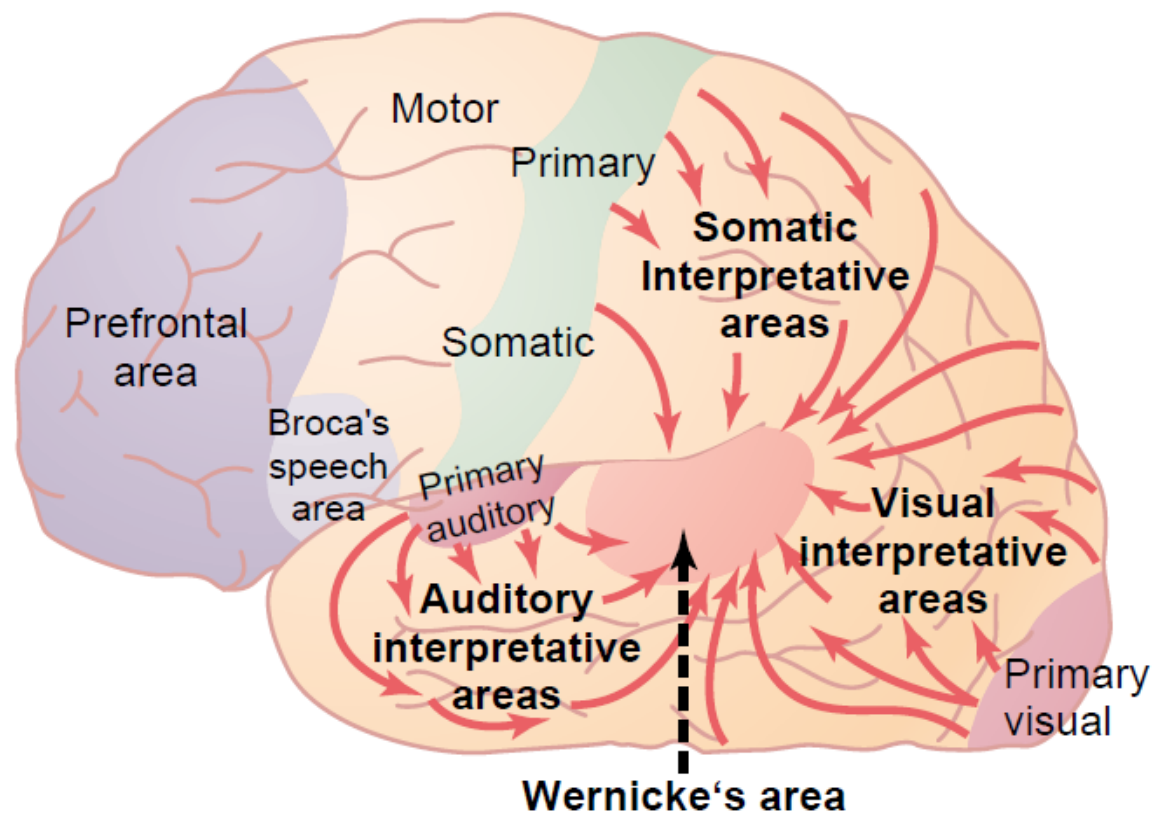 Motor
Primary
Somatic
Somatic
Interpretative
areas
Prefrontal
area
Broca's
speech
area
Primary
auditory
Auditory
interpretative
areas
Visual
interpretative
areas
Primary
visual
Wernicke‘s area